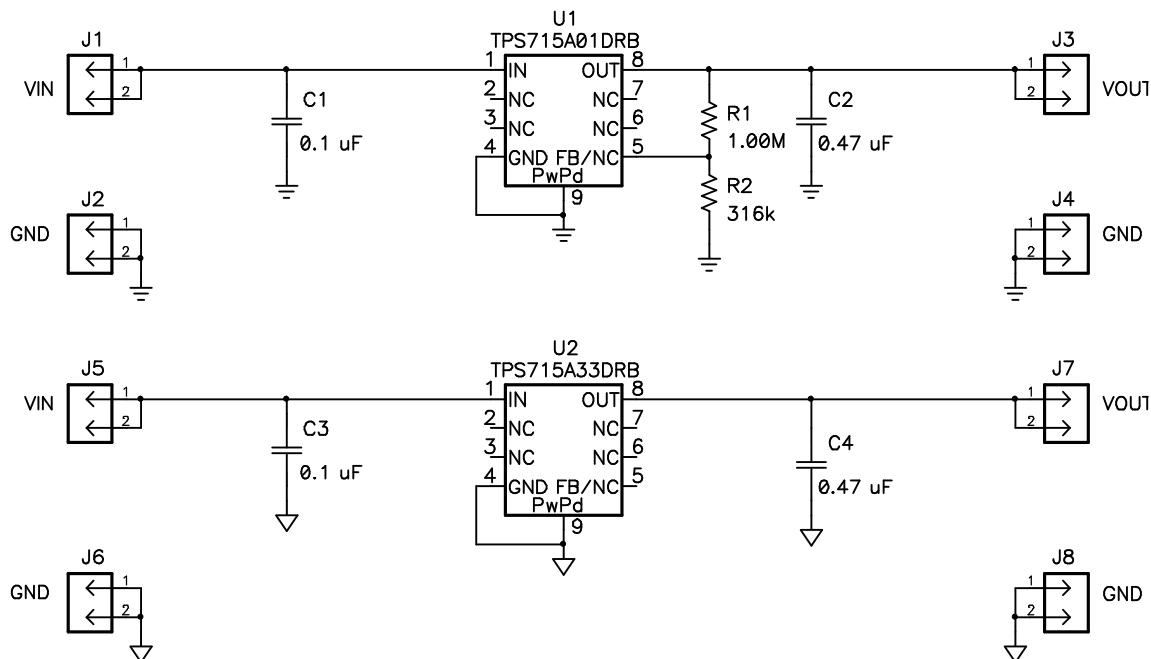 U1
TPS715A01DRB
J1
VIN
1
2
C1
0.1 uF
1 IN OUT 8
2 NC NC 7
3 NC NC 6
4 GND FB/NC 5
PwPd
9
R1
1.00M
R2
316k
C2
0.47 uF
J3
1
2
VOUT
J2
GND
1
2
J4
1
2
GND
U2
TPS715A33DRB
J5
VIN
1
2
C3
0.1 uF
1 IN OUT 8
2 NC NC 7
3 NC NC 6
4 GND FB/NC 5
PwPd
9
C4
0.47 uF
J7
1
2
VOUT
J6
GND
1
2
J8
1
2
GND